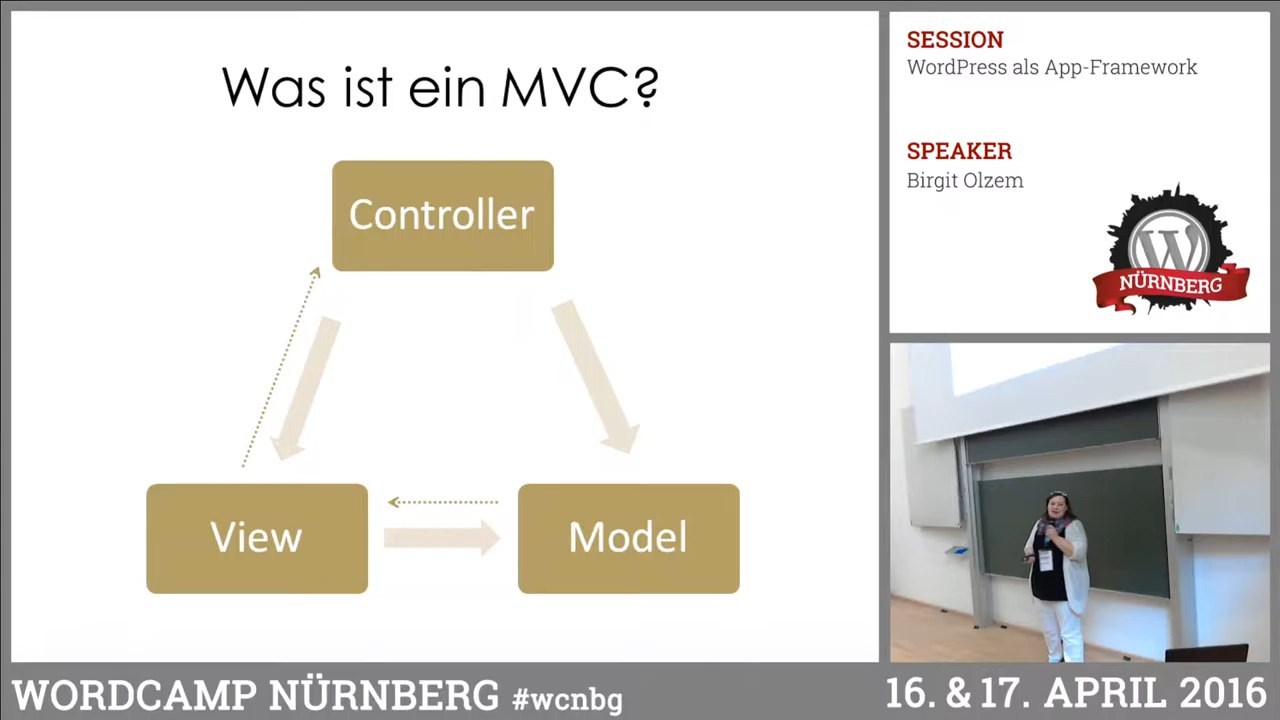 Was ist ein MVC?
Controller
View
Model
SESSION
WordPress als App-Framework
SPEAKER
Birgit Olzem
W
NÜRNBERG
WORDCAMP NÜRNBERG #wcnbg
16. & 17. APRIL 2016